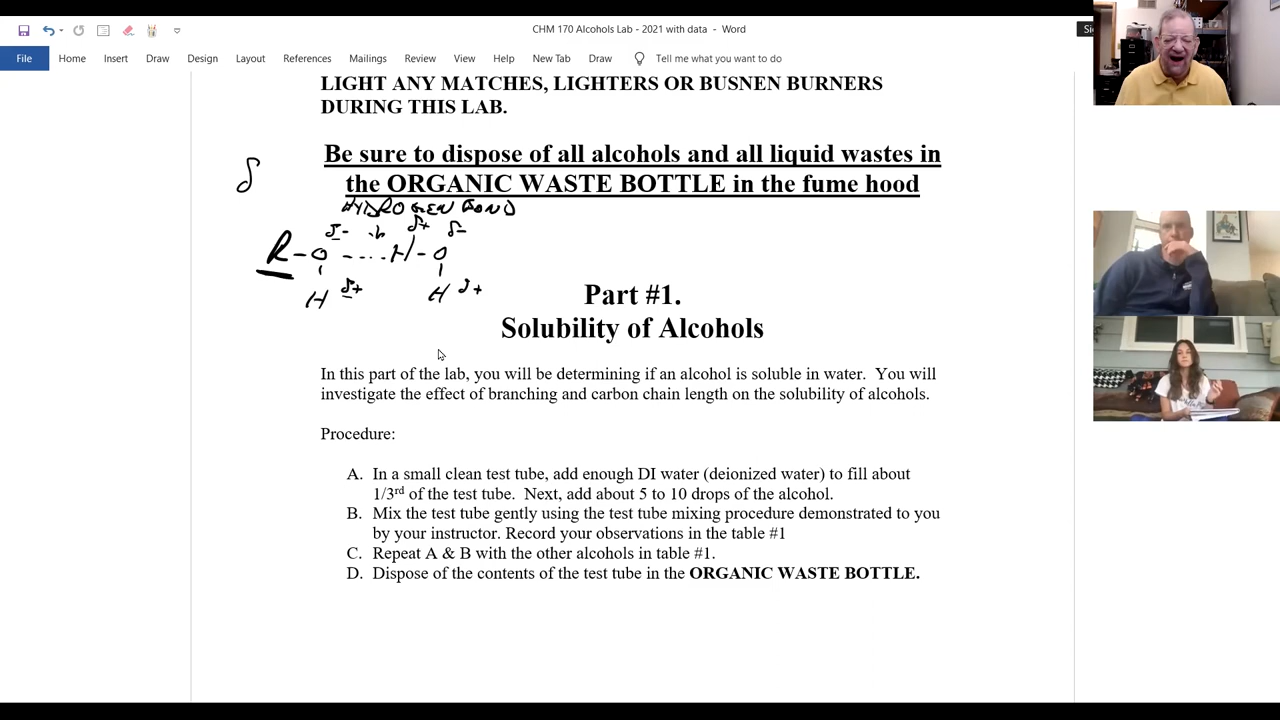 CHM 170 Alcohols Lab - 2021 with data - Word
File Home Insert Draw Design Layout References Mailings Review View Help New Tab Draw Tell me what you want to do
LIGHT ANY MATCHES, LIGHTERS OR BUSNEN BURNERS
DURING THIS LAB.
Be sure to dispose of all alcohols and all liquid wastes in
the ORGANIC WASTE BOTTLE in the fume hood
δ
HYDROGEN BOND
δ- δ+ δ-
R-O ....H-O
H δ+ H δ+
Part #1.
Solubility of Alcohols
In this part of the lab, you will be determining if an alcohol is soluble in water. You will
investigate the effect of branching and carbon chain length on the solubility of alcohols.
Procedure:
A. In a small clean test tube, add enough DI water (deionized water) to fill about
1/3rd of the test tube. Next, add about 5 to 10 drops of the alcohol.
B. Mix the test tube gently using the test tube mixing procedure demonstrated to you
by your instructor. Record your observations in the table #1
C. Repeat A & B with the other alcohols in table #1.
D. Dispose of the contents of the test tube in the ORGANIC WASTE BOTTLE.